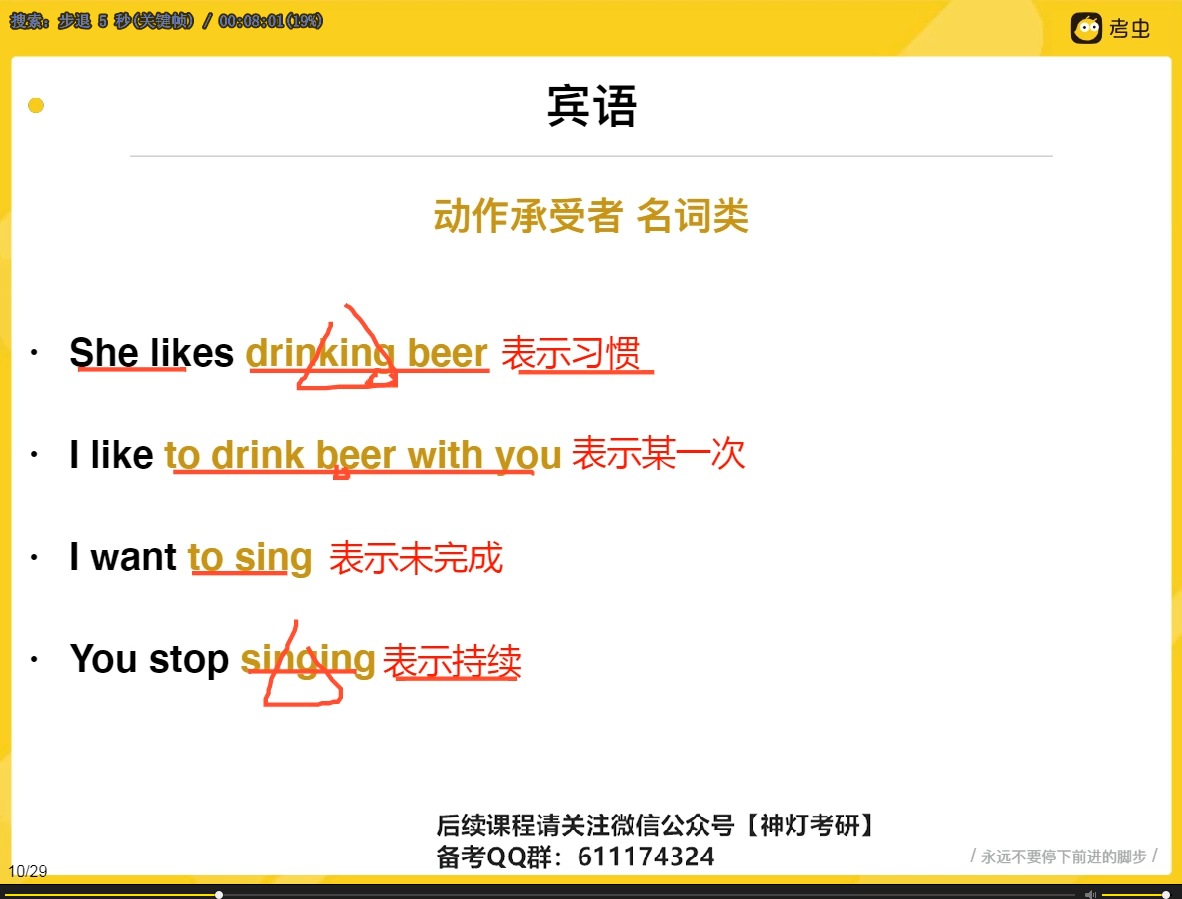 搜索: 步退 5 秒(关键帧) / 00:08:01(19%)
考虫
宾语
动作承受者 名词类
· She likes drinking beer 表示习惯
· I like to drink beer with you 表示某一次
· I want to sing 表示未完成
· You stop singing 表示持续
后续课程请关注微信公众号【神灯考研】
备考QQ群：611174324
/ 永远不要停下前进的脚步 /
10/29